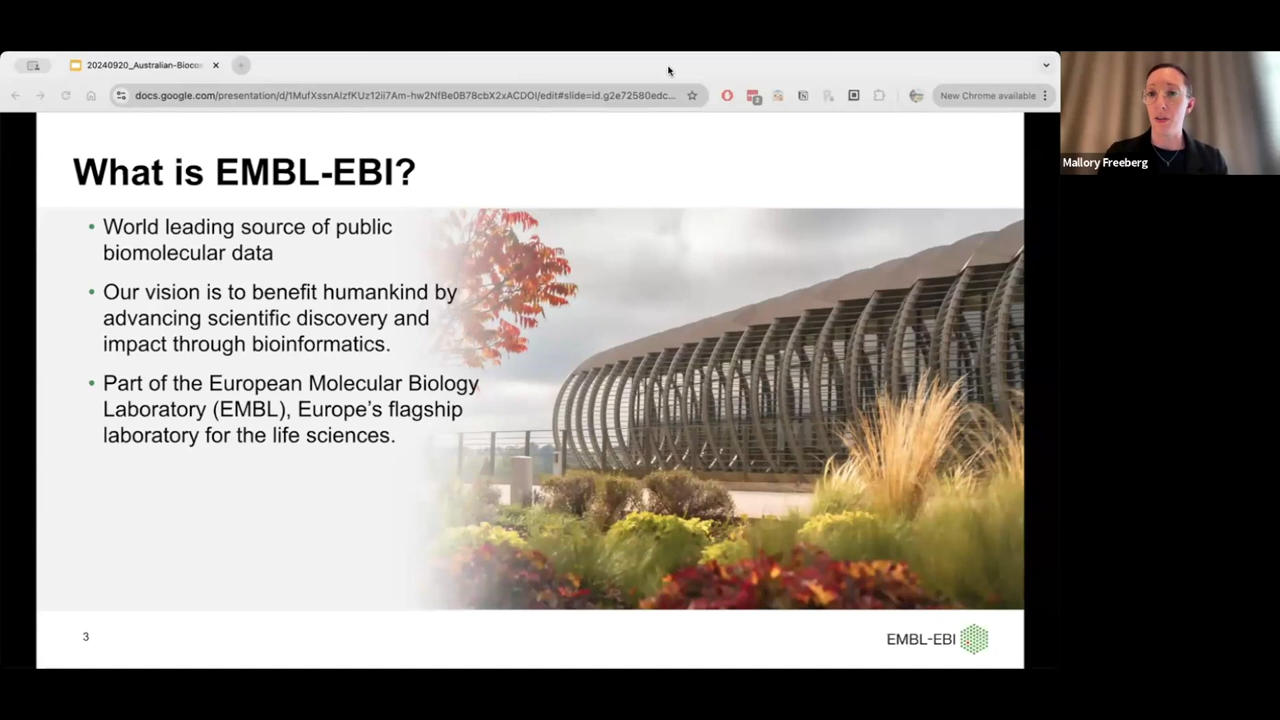 20240920_Australian-Bioco
docs.google.com/presentation/d/1MufXssnAlzfKUz12ii7Am-hw2NfBe0B78cbX2xACDOI/edit#slide=id.g2e72580edc...
New Chrome available
Mallory Freeberg
What is EMBL-EBI?
• World leading source of public
biomolecular data
• Our vision is to benefit humankind by
advancing scientific discovery and
impact through bioinformatics.
• Part of the European Molecular Biology
Laboratory (EMBL), Europe's flagship
laboratory for the life sciences.
3
EMBL-EBI